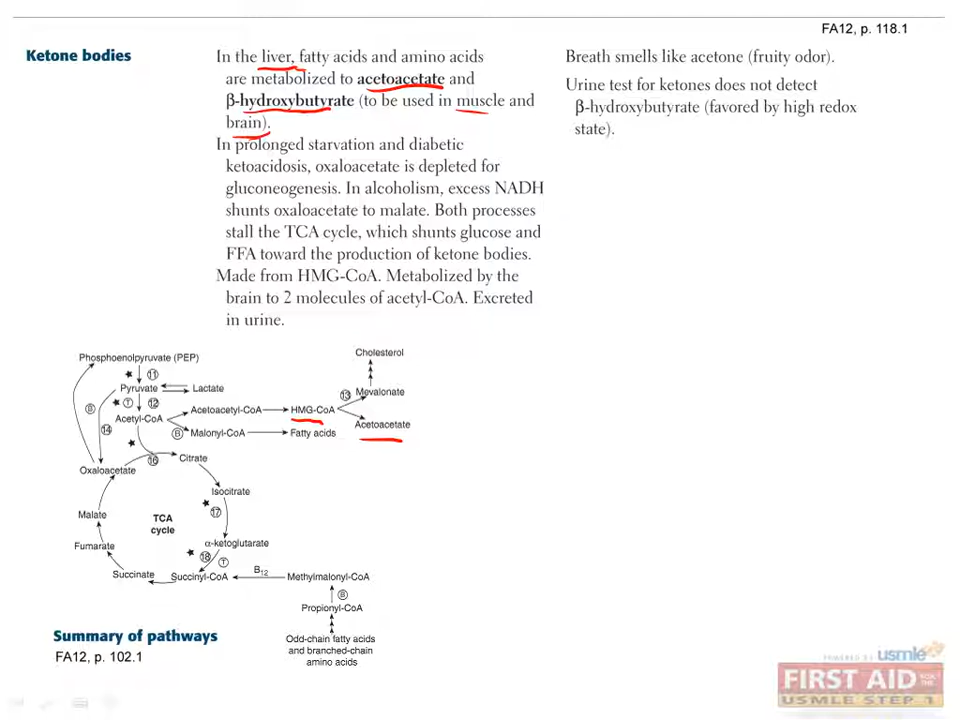 FA12, p. 118.1
Ketone bodies
In the liver, fatty acids and amino acids
are metabolized to acetoacetate and
β-hydroxybutyrate (to be used in muscle and
brain).
In prolonged starvation and diabetic
ketoacidosis, oxaloacetate is depleted for
gluconeogenesis. In alcoholism, excess NADH
shunts oxaloacetate to malate. Both processes
stall the TCA cycle, which shunts glucose and
FFA toward the production of ketone bodies.
Made from HMG-CoA. Metabolized by the
brain to 2 molecules of acetyl-CoA. Excreted
in urine.
Breath smells like acetone (fruity odor).
Urine test for ketones does not detect
β-hydroxybutyrate (favored by high redox
state).
Cholesterol
Phosphoenolpyruvate (PEP)
11
Pyruvate
Lactate
13
Mevalonate
B
T
12
Acetyl-CoA
Acetoacetyl-CoA
HMG-CoA
Acetoacetate
14
B
Malonyl-CoA
Fatty acids
16
Citrate
Oxaloacetate
Isocitrate
17
Malate
TCA
cycle
α-ketoglutarate
Fumarate
18
T
Succinate
Succinyl-CoA
B12
Methylmalonyl-CoA
B
Propionyl-CoA
Odd-chain fatty acids
and branched-chain
amino acids
Summary of pathways
FA12, p. 102.1
POWERED BY usmle
FIRST AID FOR THE
USMLE STEP 1